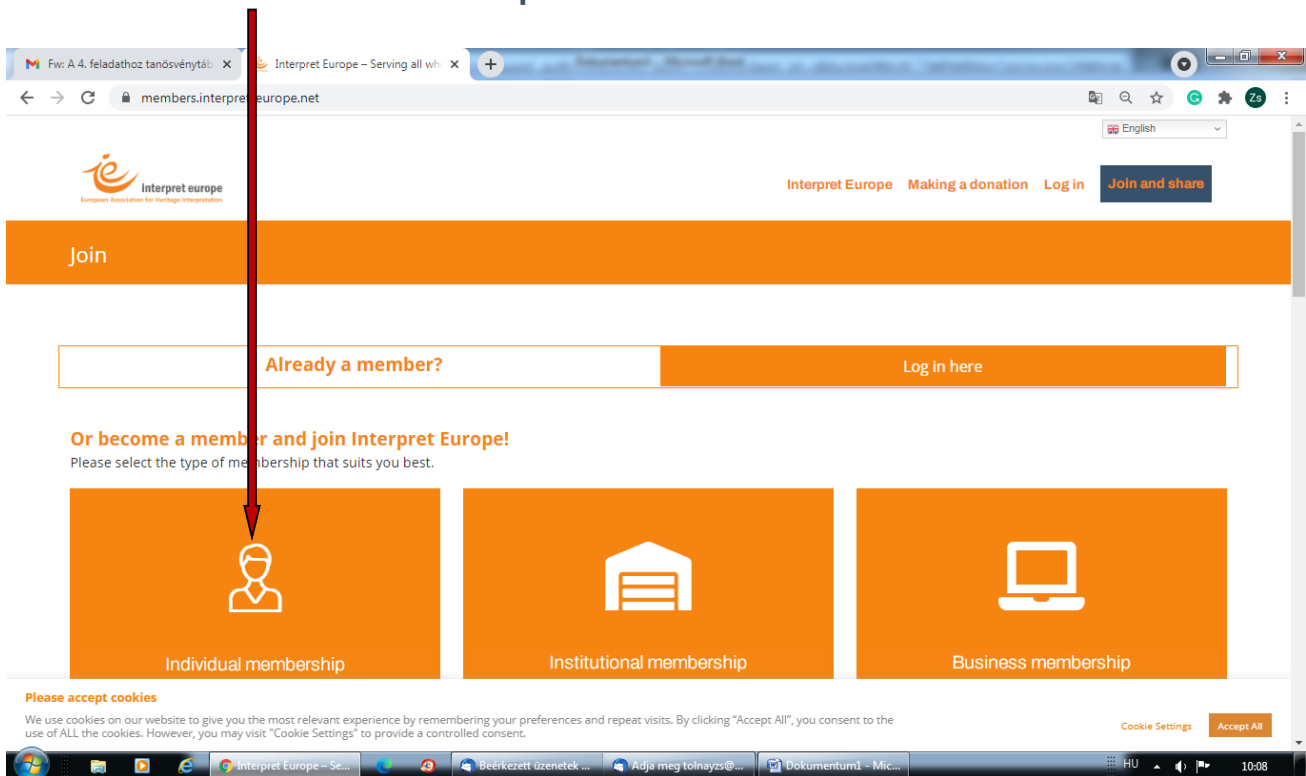 Fw: A 4. feladathoz tanösvénytáb
Interpret Europe – Serving all wh
members.interpret-europe.net
English
interpret europe
European Association for Heritage Interpretation
Interpret Europe
Making a donation
Log in
Join and share
Join
Already a member?
Log in here
Or become a member and join Interpret Europe!
Please select the type of membership that suits you best.
Individual membership
Institutional membership
Business membership
Please accept cookies
We use cookies on our website to give you the most relevant experience by remembering your preferences and repeat visits. By clicking “Accept All”, you consent to the
use of ALL the cookies. However, you may visit "Cookie Settings" to provide a controlled consent.
Cookie Settings
Accept All
Interpret Europe – Se...
Beérkezett üzenetek ...
Adja meg tolnayzs@...
Dokumentum1 - Mic...
HU
10:08
Zs